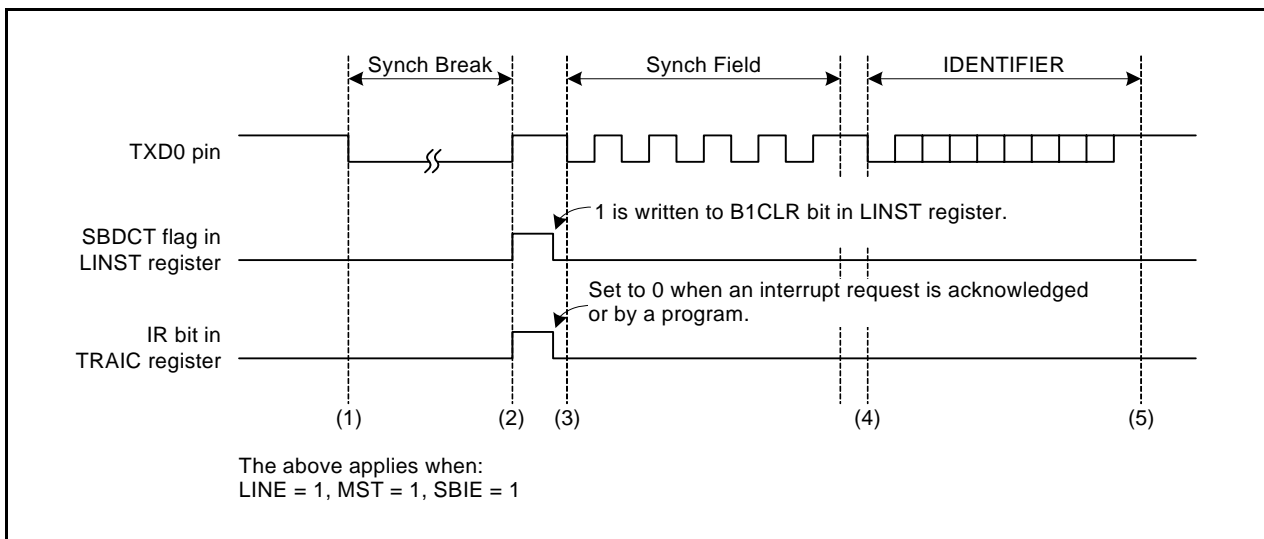 Synch Break
Synch Field
IDENTIFIER
TXD0 pin
1 is written to B1CLR bit in LINST register.
SBDCT flag in
LINST register
Set to 0 when an interrupt request is acknowledged
or by a program.
IR bit in
TRAIC register
(1)
(2)
(3)
(4)
(5)
The above applies when:
LINE = 1, MST = 1, SBIE = 1